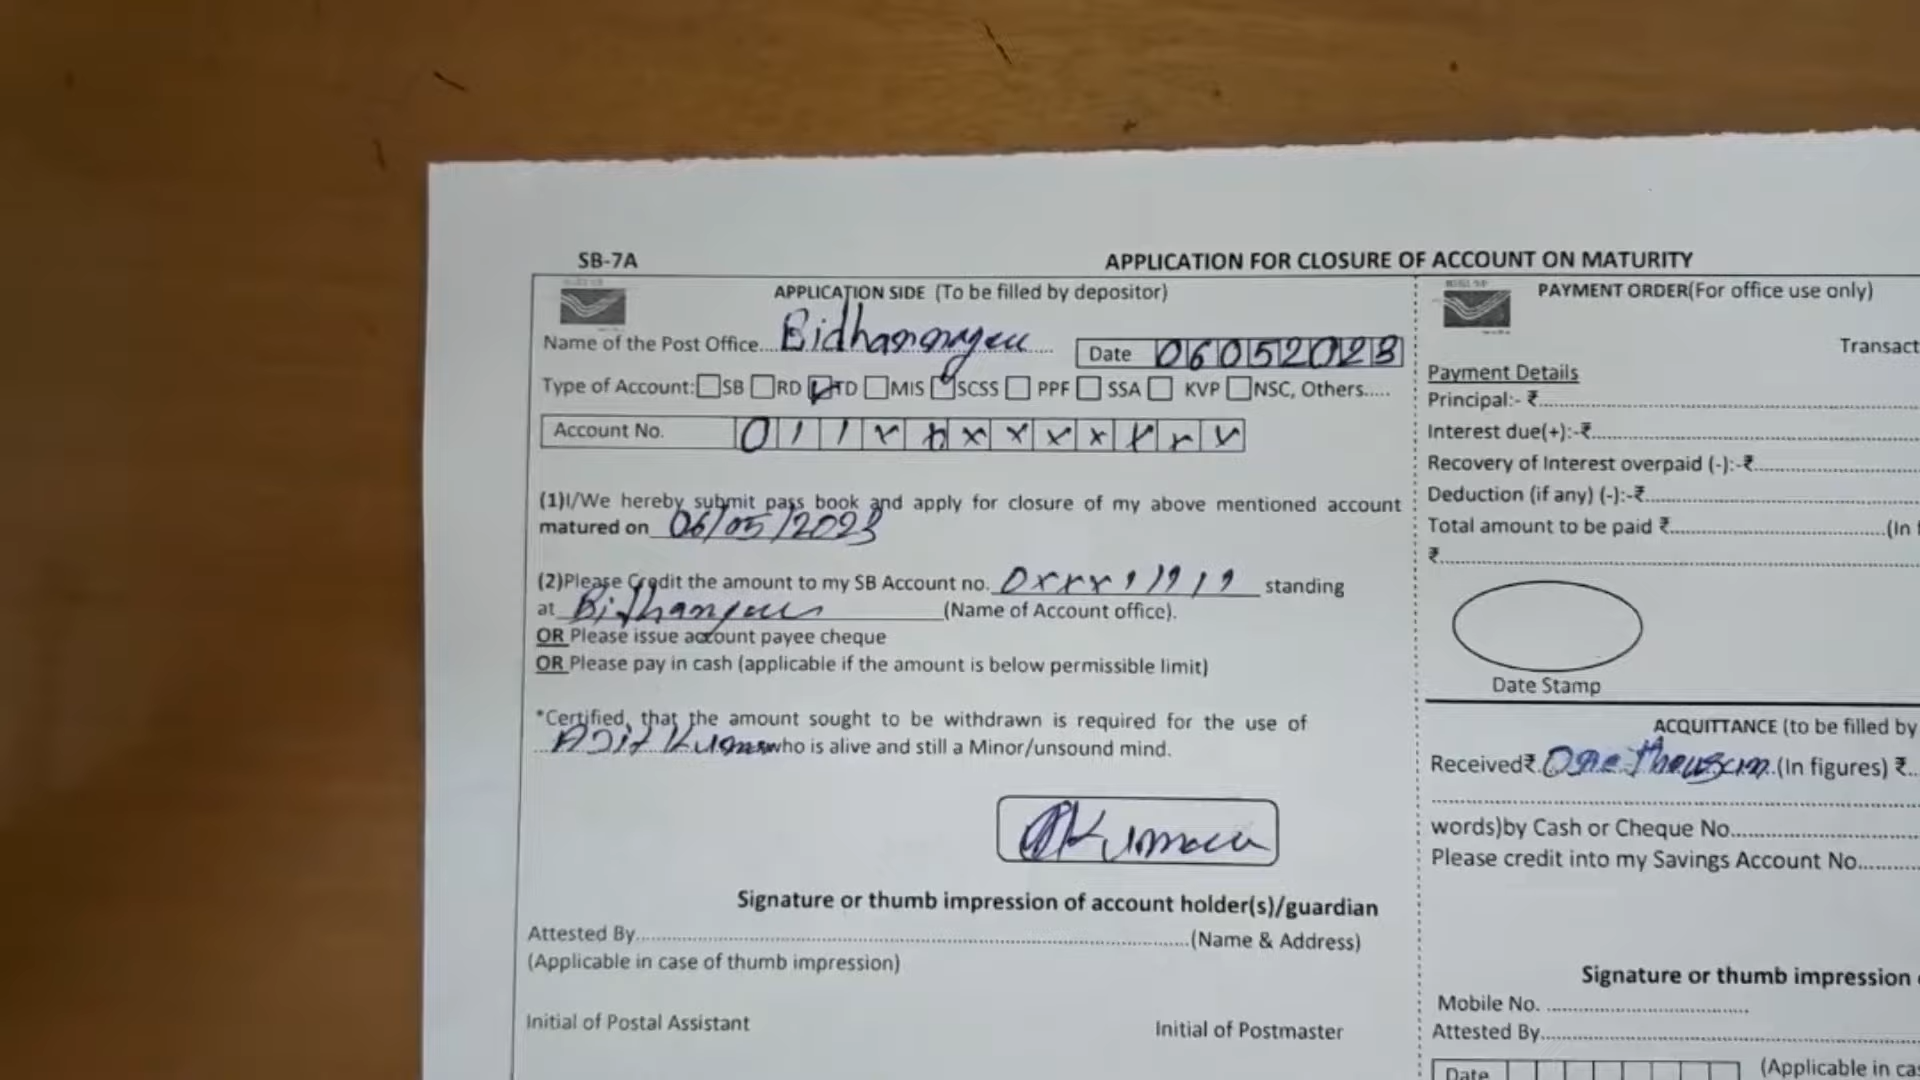 SB-7A
APPLICATION FOR CLOSURE OF ACCOUNT ON MATURITY
APPLICATION SIDE (To be filled by depositor)
Name of the Post Office....
Date 06052023
Type of Account: SB RD TD MIS SCSS PPF SSA KVP NSC, Others.....
Account No. 011xxxxxxxxx
(1)I/We hereby submit pass book and apply for closure of my above mentioned account
matured on 06/05/2023
(2)Please Credit the amount to my SB Account no. standing
at (Name of Account office).
OR Please issue account payee cheque
OR Please pay in cash (applicable if the amount is below permissible limit)
*Certified, that the amount sought to be withdrawn is required for the use of
who is alive and still a Minor/unsound mind.
Signature or thumb impression of account holder(s)/guardian
Attested By..........(Name & Address)
(Applicable in case of thumb impression)
Initial of Postal Assistant
Initial of Postmaster
PAYMENT ORDER(For office use only)
Transact
Payment Details
Principal:- ₹..........
Interest due(+):-₹..........
Recovery of Interest overpaid (-):-₹..........
Deduction (if any) (-):-₹..........
Total amount to be paid ₹..........(In
₹..........
Date Stamp
ACQUITTANCE (to be filled by
Received₹ One (In figures) ₹..
words)by Cash or Cheque No..........
Please credit into my Savings Account No.......
Signature or thumb impression
Mobile No. ..........
Attested By..........
(Applicable in
Date